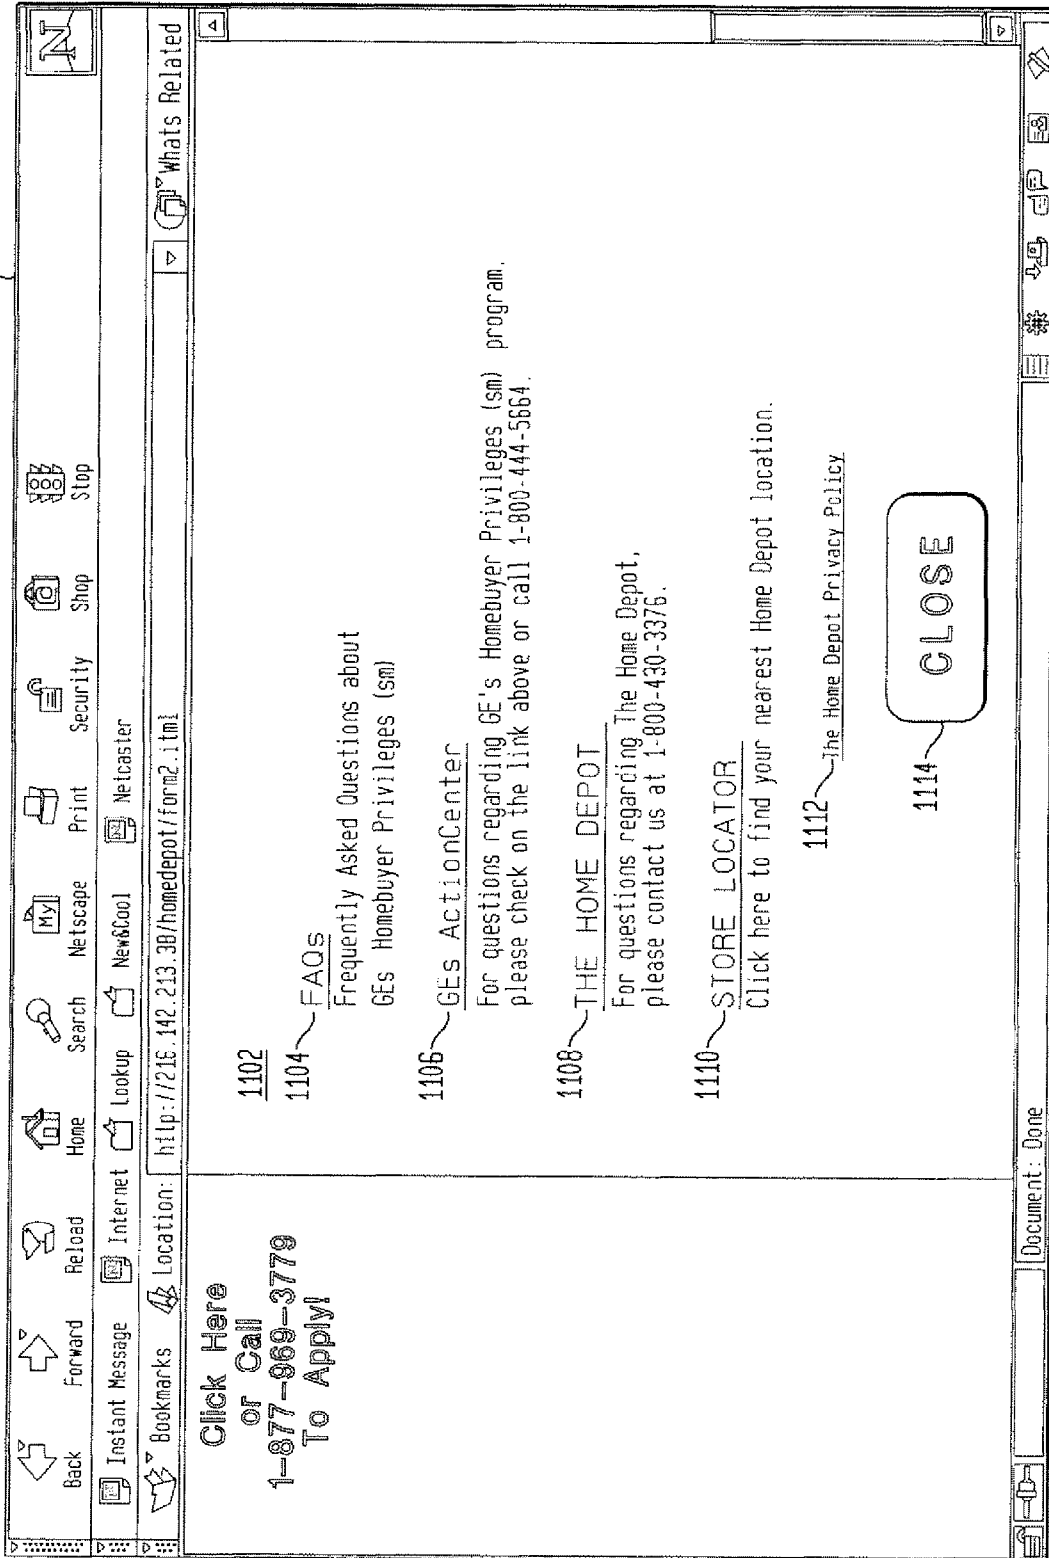 Back Forward Reload Home Search Netscape Print Security Shop Stop
My
N
Instant Message Internet Lookup New&Cool Netcaster
Bookmarks Location: http://216.142.213.38/homedepot/form2.itml Whats Related
Click Here
or Call
1-877-969-3779
To Apply!
1102
1104 FAQs
Frequently Asked Questions about
GEs Homebuyer Privileges (sm)
1106 GEs ActionCenter
For questions regarding GE's Homebuyer Privileges (sm) program.
please check on the link above or call 1-800-444-5664.
1108 THE HOME DEPOT
For questions regarding The Home Depot,
please contact us at 1-800-430-3376.
1110 STORE LOCATOR
Click here to find your nearest Home Depot location.
1112 The Home Depot Privacy Policy
1114 CLOSE
Document: Done